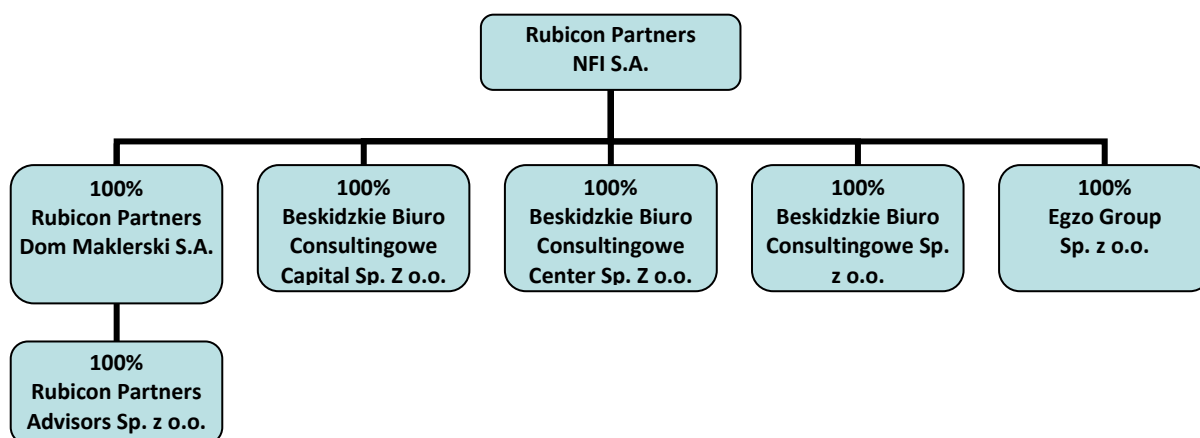 Rubicon Partners
NFI S.A.
100%
Rubicon Partners
Dom Maklerski S.A.
100%
Beskidzkie Biuro
Consultingowe
Capital Sp. Z o.o.
100%
Beskidzkie Biuro
Consultingowe
Center Sp. Z o.o.
100%
Beskidzkie Biuro
Consultingowe Sp.
z o.o.
100%
Egzo Group
Sp. z o.o.
100%
Rubicon Partners
Advisors Sp. z o.o.